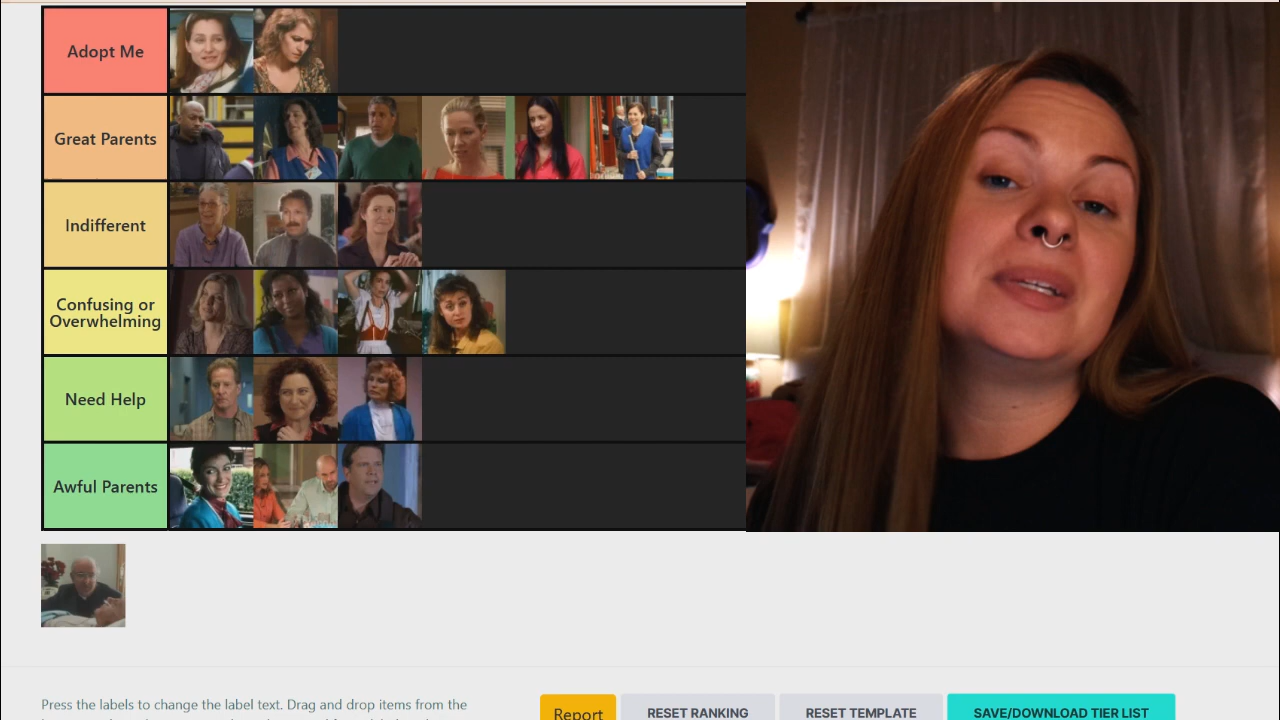 Adopt Me
Great Parents
Indifferent
Confusing or
Overwhelming
Need Help
Awful Parents
Press the labels to change the label text. Drag and drop items from the
Report
RESET RANKING
RESET TEMPLATE
SAVE/DOWNLOAD TIER LIST